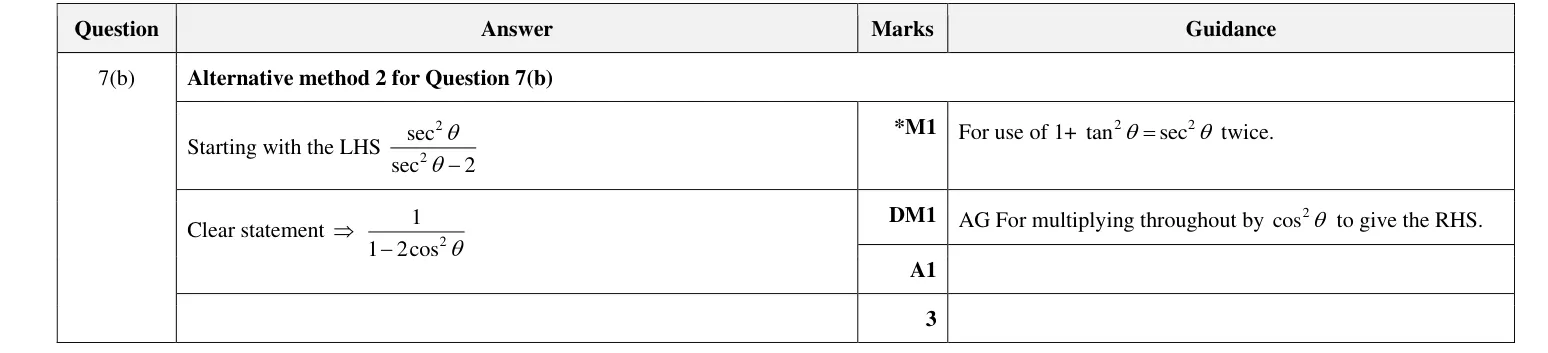 Question Answer Marks Guidance
7(b) Alternative method 2 for Question 7(b)
Starting with the LHS sec² θ / (sec² θ − 2) *M1 For use of 1+ tan² θ = sec² θ twice.
Clear statement ⇒ 1 / (1 − 2cos² θ) DM1 AG For multiplying throughout by cos² θ to give the RHS.
A1
3